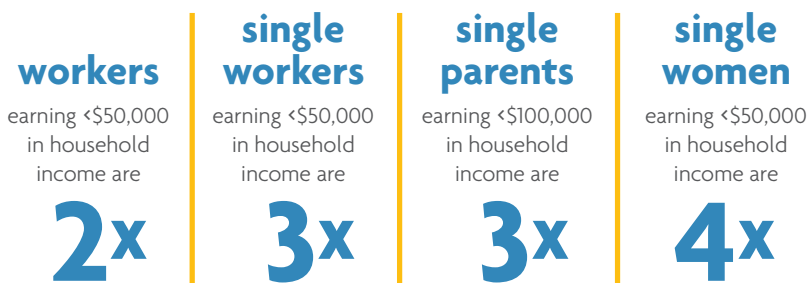 workers
earning <$50,000
in household
income are
2x
single
workers
earning <$50,000
in household
income are
3x
single
parents
earning <$100,000
in household
income are
3x
single
women
earning <$50,000
in household
income are
4x